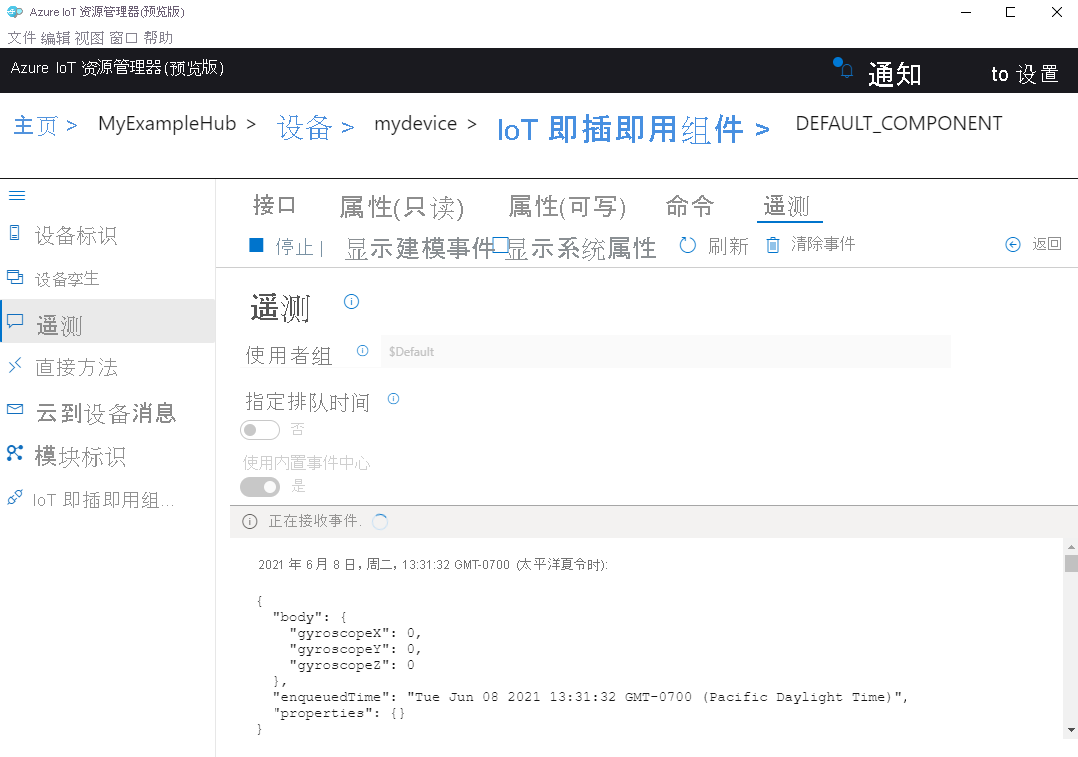 Azure IoT 资源管理器(预览版)
文件 编辑 视图 窗口 帮助
Azure IoT 资源管理器(预览版)
通知
to 设置
主页 > MyExampleHub > 设备 > mydevice > IoT 即插即用组件 > DEFAULT_COMPONENT
接口 属性(只读) 属性(可写) 命令 遥测
停止 | 显示建模事件 显示系统属性 刷新 清除事件 返回
设备标识
设备孪生
遥测
直接方法
云到设备消息
模块标识
IoT 即插即用组...
遥测
使用者组 $Default
指定排队时间
否
使用内置事件中心
是
正在接收事件.
2021 年 6 月 8 日, 周二, 13:31:32 GMT-0700 (太平洋夏令时):
{
"body": {
"gyroscopeX": 0,
"gyroscopeY": 0,
"gyroscopeZ": 0
},
"enqueuedTime": "Tue Jun 08 2021 13:31:32 GMT-0700 (Pacific Daylight Time)",
"properties": {}
}